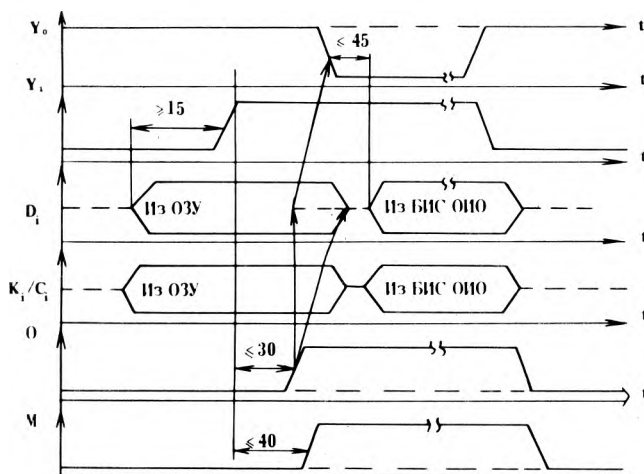 Y₀
t
≤ 45
Y₁
t
≥15
t
Dᵢ
Из ОЗУ
Из БИС ОИО
t
Kᵢ/Cᵢ
Из ОЗУ
Из БИС ОИО
t
O
≤ 30
t
M
≤ 40